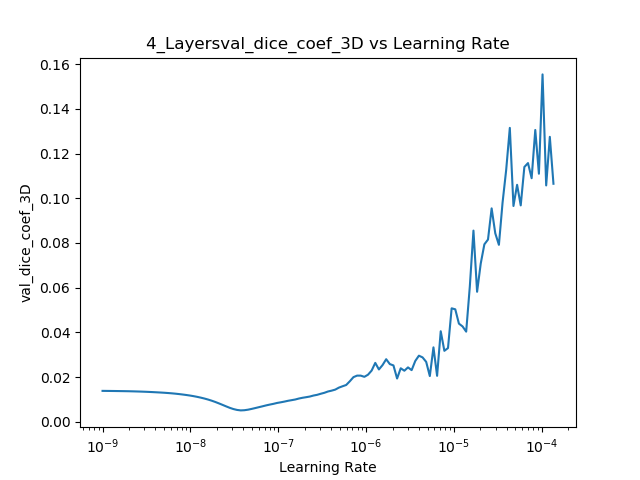 4_Layersval_dice_coef_3D vs Learning Rate
val_dice_coef_3D
0.16
0.14
0.12
0.10
0.08
0.06
0.04
0.02
0.00
10⁻⁹ 10⁻⁸ 10⁻⁷ 10⁻⁶ 10⁻⁵ 10⁻⁴
Learning Rate